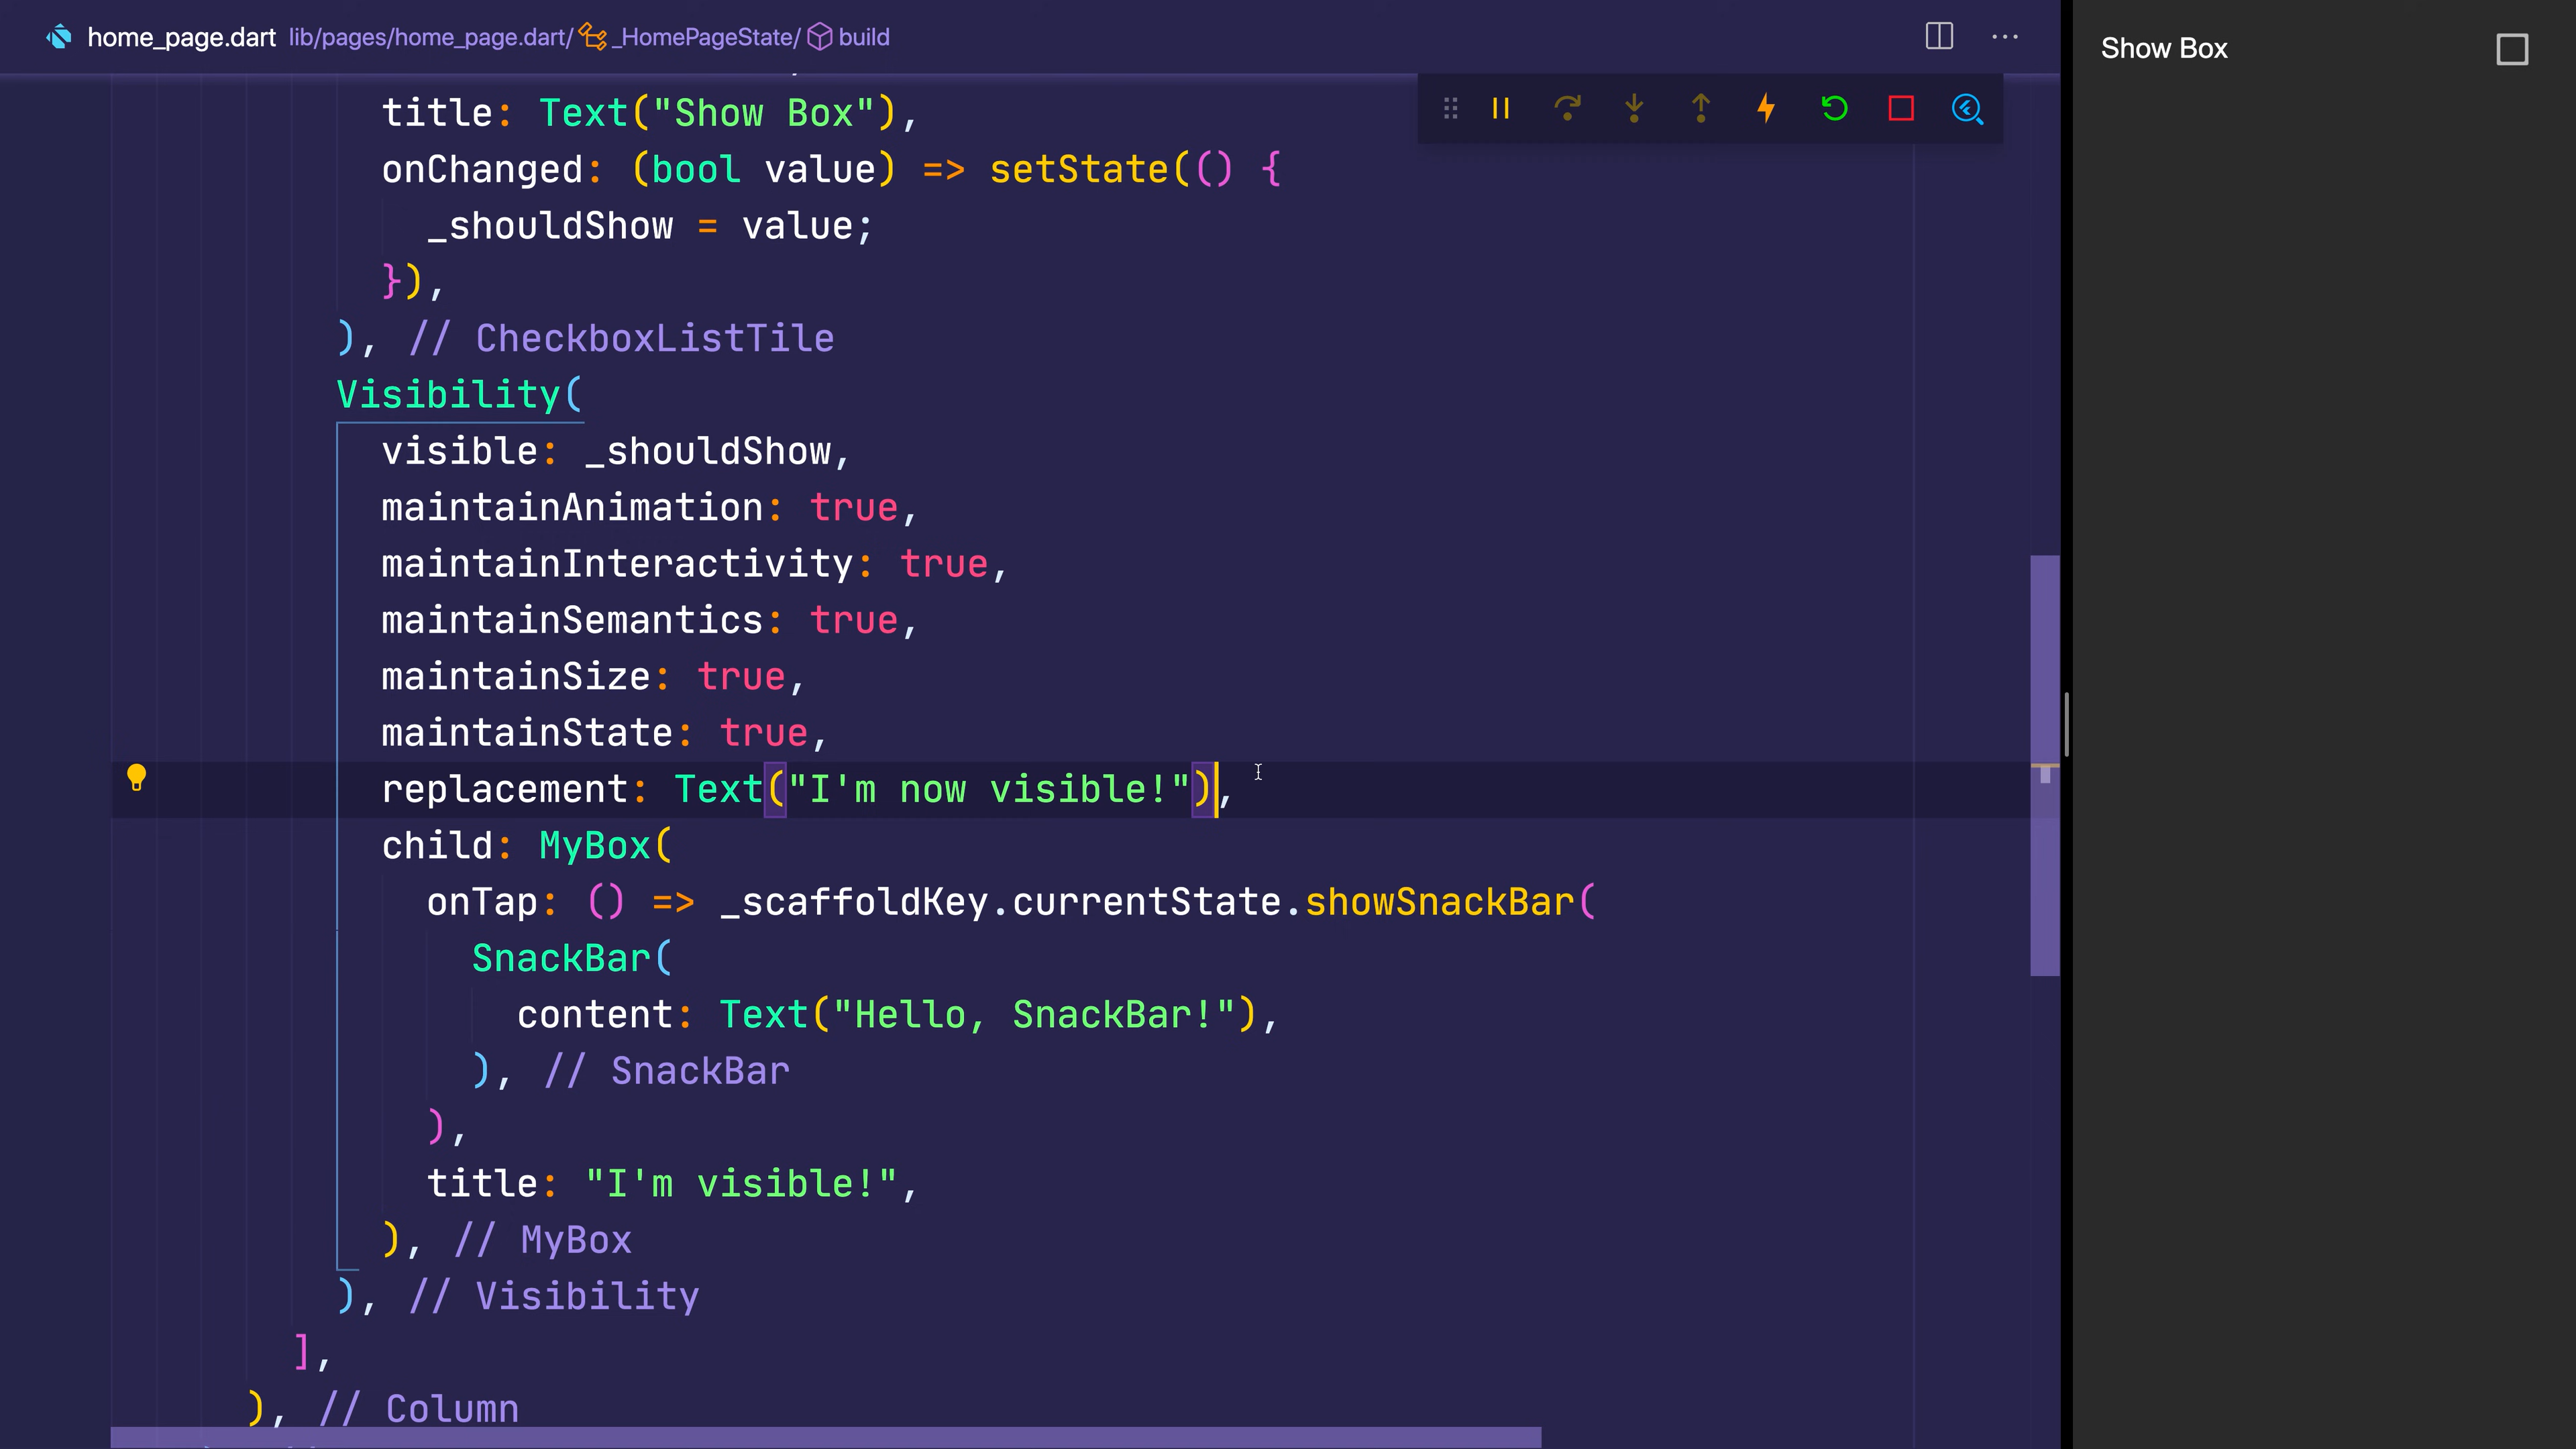 home_page.dart lib/pages/home_page.dart/ _HomePageState/ build
Show Box
title: Text("Show Box"),
onChanged: (bool value) => setState(() {
_shouldShow = value;
}),
), // CheckboxListTile
Visibility(
visible: _shouldShow,
maintainAnimation: true,
maintainInteractivity: true,
maintainSemantics: true,
maintainSize: true,
maintainState: true,
replacement: Text("I'm now visible!"),
child: MyBox(
onTap: () => _scaffoldKey.currentState.showSnackBar(
SnackBar(
content: Text("Hello, SnackBar!"),
), // SnackBar
),
title: "I'm visible!",
), // MyBox
), // Visibility
],
), // Column